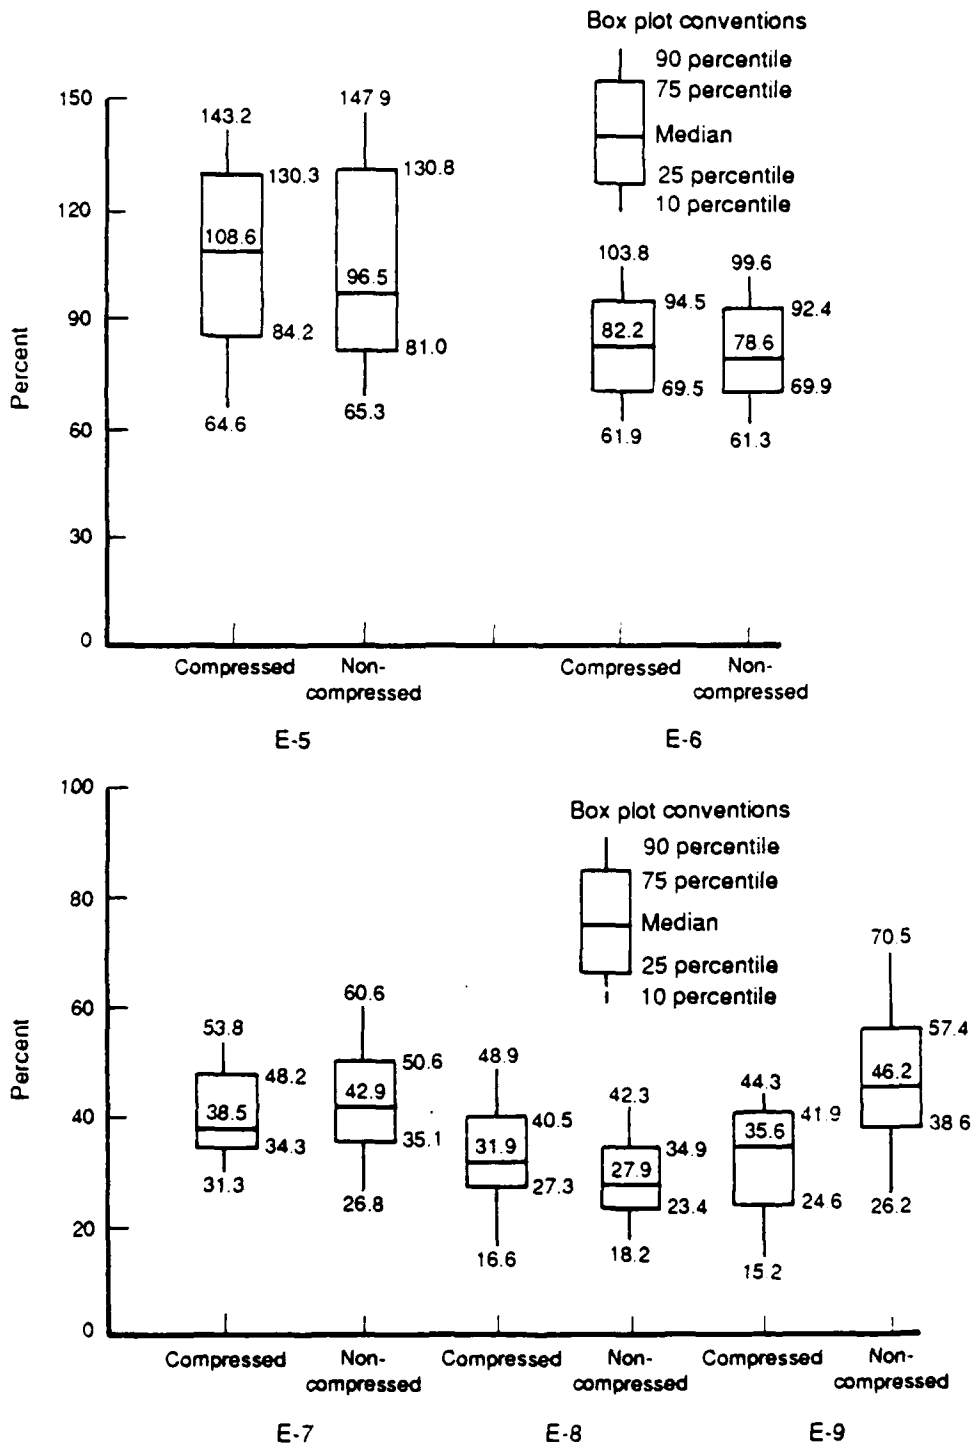 Box plot conventions
90 percentile
75 percentile
Median
25 percentile
10 percentile
Percent
150
120
90
60
30
0
143.2
130.3
108.6
84.2
64.6
147 9
130.8
96.5
81.0
65.3
103.8
94.5
82.2
69.5
61.9
99.6
92.4
78.6
69.9
61.3
Compressed
Non-
compressed
Compressed
Non-
compressed
E-5
E-6
Box plot conventions
90 percentile
75 percentile
Median
25 percentile
10 percentile
Percent
100
80
60
40
20
0
53.8
48.2
38.5
34.3
31.3
60.6
50.6
42.9
35.1
26.8
48.9
40.5
31.9
27.3
16.6
42.3
34.9
27.9
23.4
18.2
44.3
41.9
35.6
24.6
15.2
70.5
57.4
46.2
38 6
26.2
Compressed
Non-
compressed
Compressed
Non-
compressed
Compressed
Non-
compressed
E-7
E-8
E-9